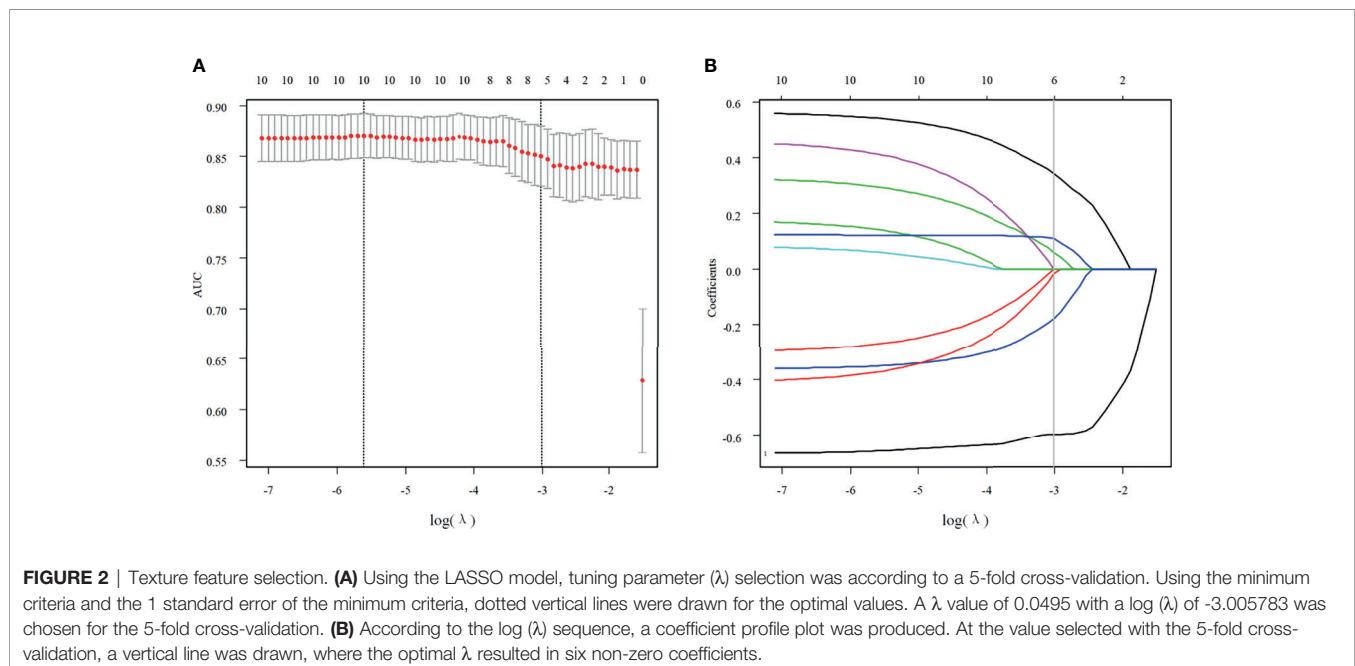 A
10 10 10 10 10 10 10 10 10 8 8 8 5 4 2 2 1 0
0.90
0.85
0.80
0.75
0.70
0.65
0.60
0.55
AUC
-7 -6 -5 -4 -3 -2
log( λ )
B
10 10 10 10 6 2
0.6
0.4
0.2
0.0
-0.2
-0.4
-0.6
Coefficients
1
-7 -6 -5 -4 -3 -2
log( λ )
FIGURE 2 | Texture feature selection. (A) Using the LASSO model, tuning parameter (λ) selection was according to a 5-fold cross-validation. Using the minimum
criteria and the 1 standard error of the minimum criteria, dotted vertical lines were drawn for the optimal values. A λ value of 0.0495 with a log (λ) of -3.005783 was
chosen for the 5-fold cross-validation. (B) According to the log (λ) sequence, a coefficient profile plot was produced. At the value selected with the 5-fold cross-
validation, a vertical line was drawn, where the optimal λ resulted in six non-zero coefficients.